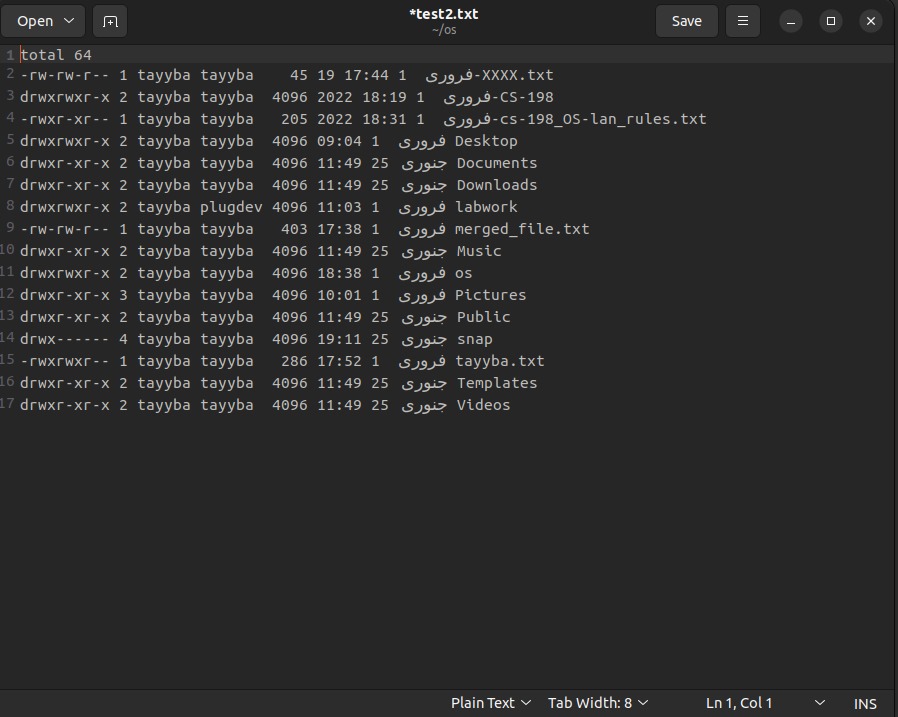 Open
*test2.txt
~/os
Save
1 total 64
2 -rw-rw-r-- 1 tayyba tayyba    45 19 17:44 1  فروری-XXXX.txt
3 drwxrwxr-x 2 tayyba tayyba  4096 2022 18:19 1  فروری-CS-198
4 -rwxr-xr-- 1 tayyba tayyba   205 2022 18:31 1  فروری-cs-198_OS-lan_rules.txt
5 drwxr-xr-x 2 tayyba tayyba  4096 09:04 1  فروری Desktop
6 drwxr-xr-x 2 tayyba tayyba  4096 11:49 25 جنوری Documents
7 drwxr-xr-x 2 tayyba tayyba  4096 11:49 25 جنوری Downloads
8 drwxrwxr-x 2 tayyba plugdev 4096 11:03 1  فروری labwork
9 -rw-rw-r-- 1 tayyba tayyba   403 17:38 1  فروری merged_file.txt
10 drwxr-xr-x 2 tayyba tayyba  4096 11:49 25 جنوری Music
11 drwxrwxr-x 2 tayyba tayyba  4096 18:38 1  فروری os
12 drwxr-xr-x 3 tayyba tayyba  4096 10:01 1  فروری Pictures
13 drwxr-xr-x 2 tayyba tayyba  4096 11:49 25 جنوری Public
14 drwx------ 4 tayyba tayyba  4096 19:11 25 جنوری snap
15 -rwxrwxr-- 1 tayyba tayyba   286 17:52 1  فروری tayyba.txt
16 drwxr-xr-x 2 tayyba tayyba  4096 11:49 25 جنوری Templates
17 drwxr-xr-x 2 tayyba tayyba  4096 11:49 25 جنوری Videos
Plain Text Tab Width: 8 Ln 1, Col 1 INS